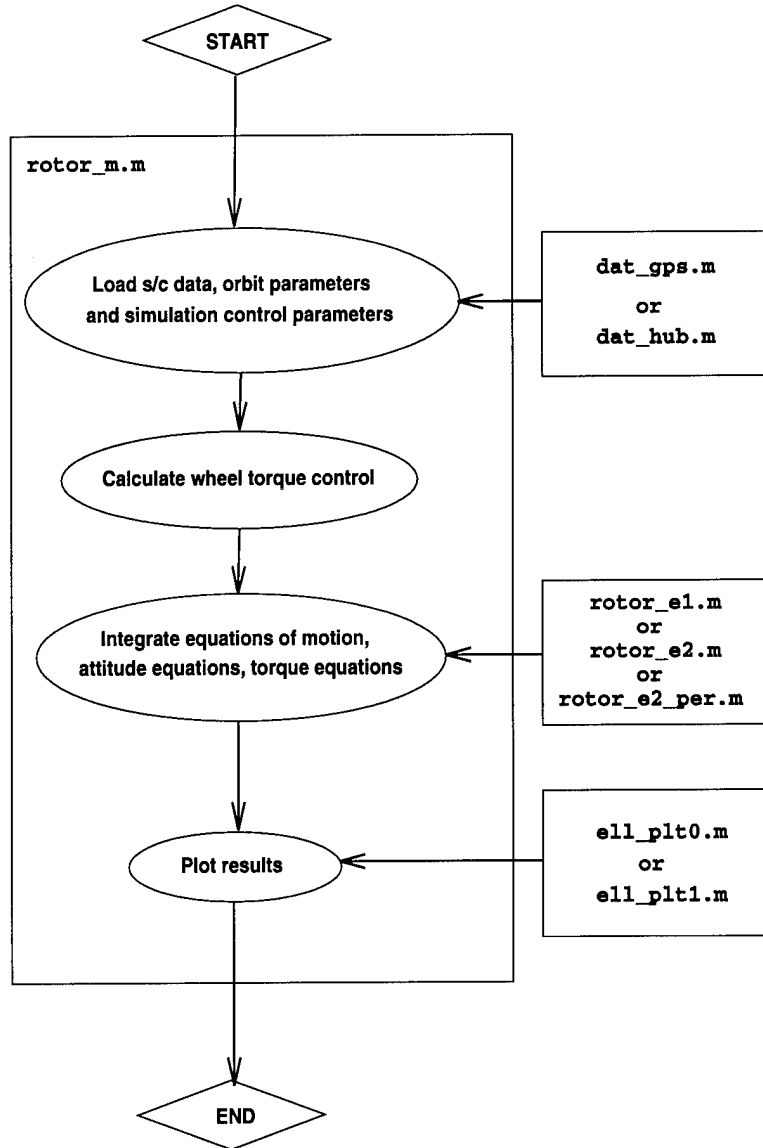 START
rotor_m.m
Load s/c data, orbit parameters
and simulation control parameters
dat_gps.m
or
dat_hub.m
Calculate wheel torque control
Integrate equations of motion,
attitude equations, torque equations
rotor_e1.m
or
rotor_e2.m
or
rotor_e2_per.m
Plot results
ell_plt0.m
or
ell_plt1.m
END